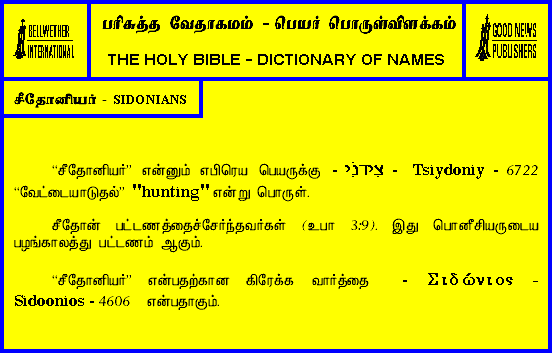 BELLWETHER
INTERNATIONAL
பரிசுத்த வேதாகமம் - பெயர் பொருள்விளக்கம்
THE HOLY BIBLE - DICTIONARY OF NAMES
GOOD NEWS
PUBLISHERS
சீதோனியர் - SIDONIANS
“சீதோனியர்” என்னும் எபிரெய பெயருக்கு - צִידֹנִי - Tsiydoniy - 6722
“வேட்டையாடுதல்” "hunting" என்று பொருள்.
சீதோன் பட்டணத்தைச்சேர்ந்தவர்கள் (உபா 3:9). இது பொனீசியருடைய
பழங்காலத்து பட்டணம் ஆகும்.
“சீதோனியர்” என்பதற்கான கிரேக்க வார்த்தை - Σιδώνιος -
Sidoonios - 4606 என்பதாகும்.